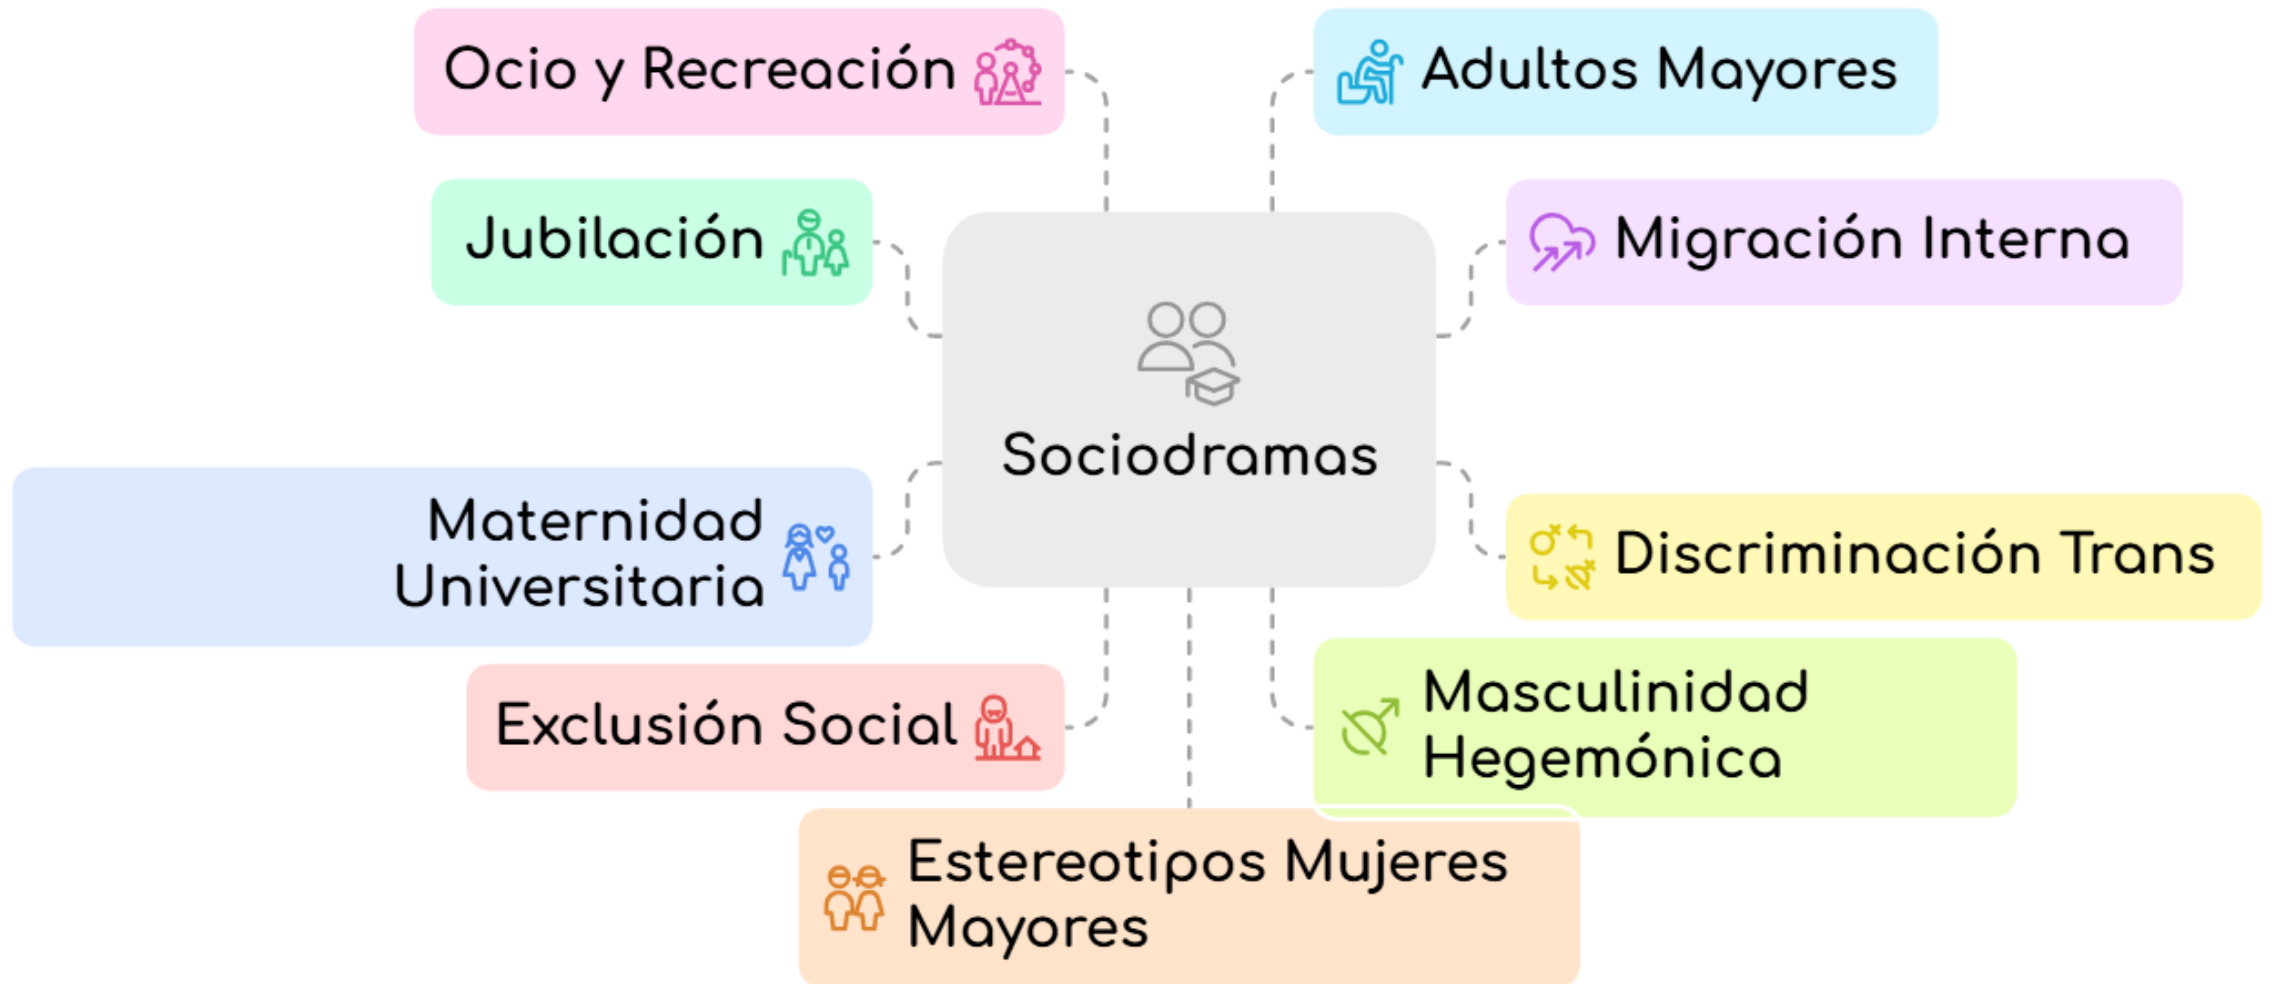 Ocio y Recreación
Adultos Mayores
Jubilación
Migración Interna
Sociodramas
Maternidad
Universitaria
Discriminación Trans
Exclusión Social
Masculinidad
Hegemónica
Estereotipos Mujeres
Mayores